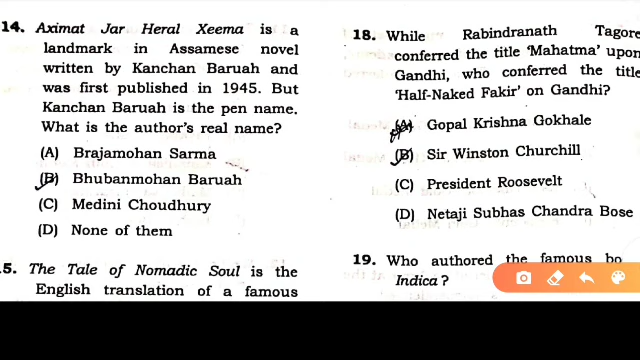 14. Aximat Jar Heral Xeema is a
landmark in Assamese novel
written by Kanchan Baruah and
was first published in 1945. But
Kanchan Baruah is the pen name.
What is the author's real name?
(A) Brajamohan Sarma
(B) Bhubanmohan Baruah
(C) Medini Choudhury
(D) None of them
5. The Tale of Nomadic Soul is the
English translation of a famous
18. While Rabindranath Tagore
conferred the title 'Mahatma' upon
Gandhi, who conferred the title
'Half-Naked Fakir' on Gandhi?
(A) Gopal Krishna Gokhale
(B) Sir Winston Churchill
(C) President Roosevelt
(D) Netaji Subhas Chandra Bose
19. Who authored the famous bo
Indica?